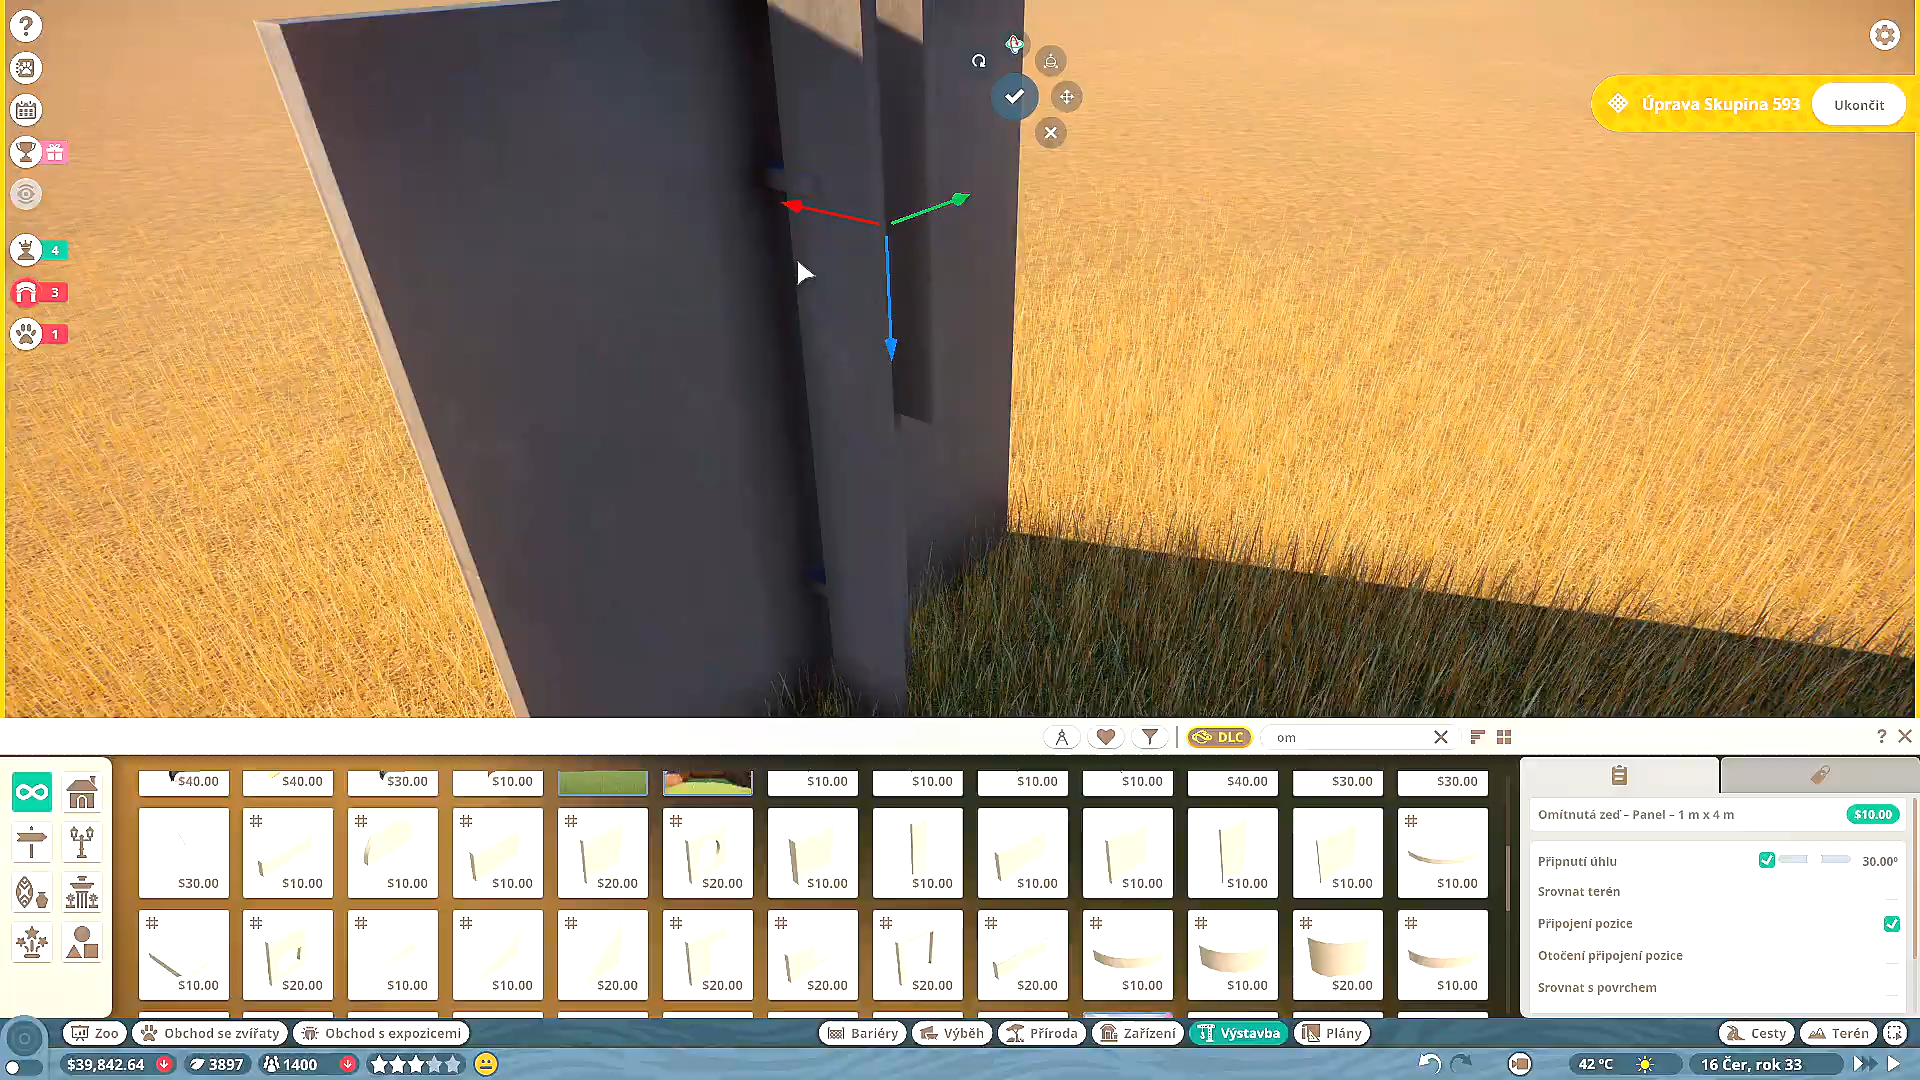 ?
Úprava Skupina 593
Ukončit
4
3
1
DLC
om
?
$40.00
$40.00
$30.00
$10.00
$10.00
$10.00
$10.00
$10.00
$40.00
$30.00
$30.00
$30.00
$10.00
$10.00
$10.00
$20.00
$20.00
$10.00
$10.00
$10.00
$10.00
$10.00
$10.00
$10.00
$10.00
$20.00
$10.00
$10.00
$20.00
$20.00
$20.00
$20.00
$20.00
$10.00
$10.00
$20.00
$10.00
Omítnutá zeď – Panel – 1 m x 4 m
$10.00
Připnutí úhlu
30.00°
Srovnat terén
Připojení pozice
Otočení připojení pozice
Srovnat s povrchem
Zoo
Obchod se zvířaty
Obchod s expozicemi
Bariéry
Výběh
Příroda
Zařízení
Výstavba
Plány
Cesty
Terén
$39,842.64
3897
1400
42 °C
16 Čer, rok 33